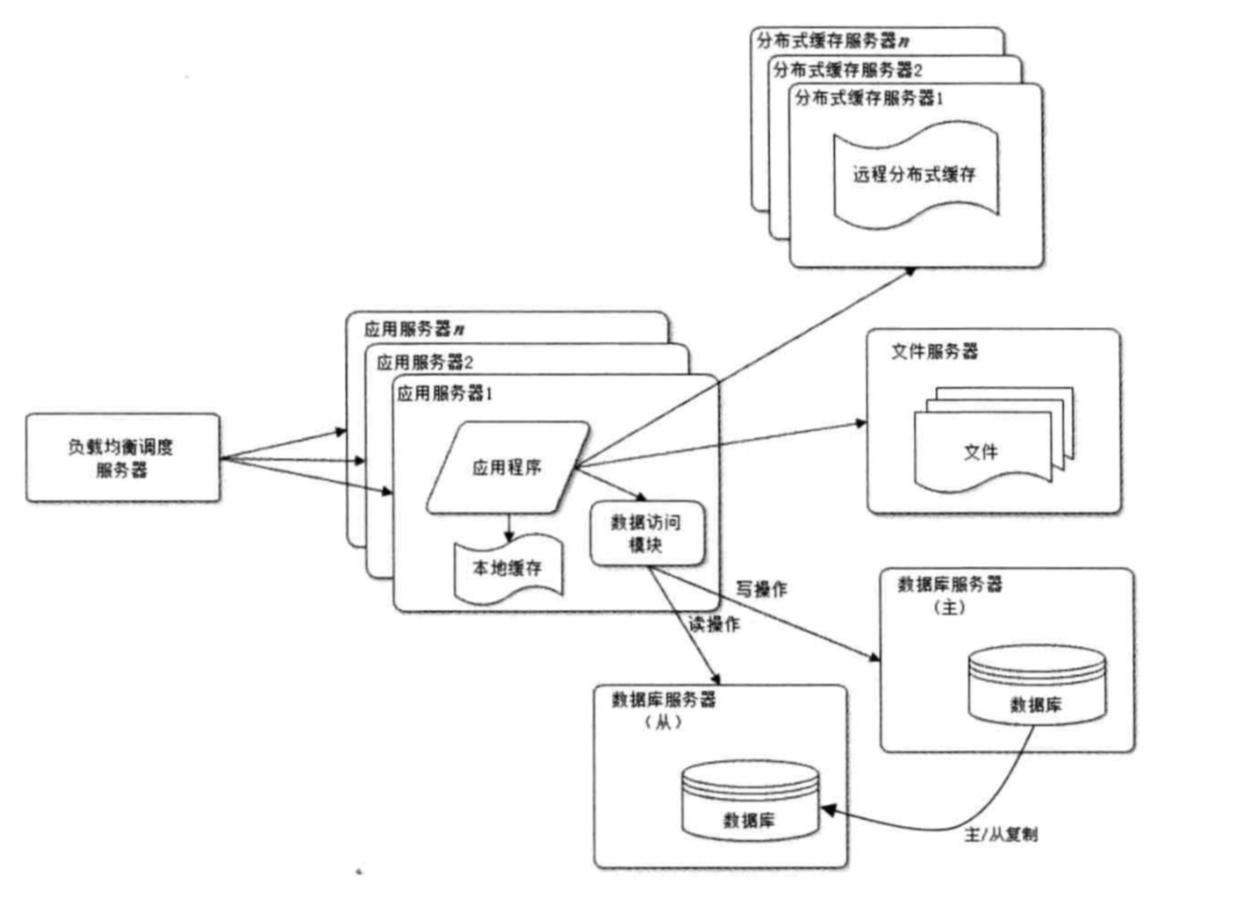 分布式缓存服务器n
分布式缓存服务器2
分布式缓存服务器1
远程分布式缓存
应用服务器n
应用服务器2
应用服务器1
文件服务器
文件
负载均衡调度
服务器
应用程序
数据访问
模块
本地缓存
写操作
读操作
数据库服务器
(主)
数据库
数据库服务器
(从)
数据库
主/从复制